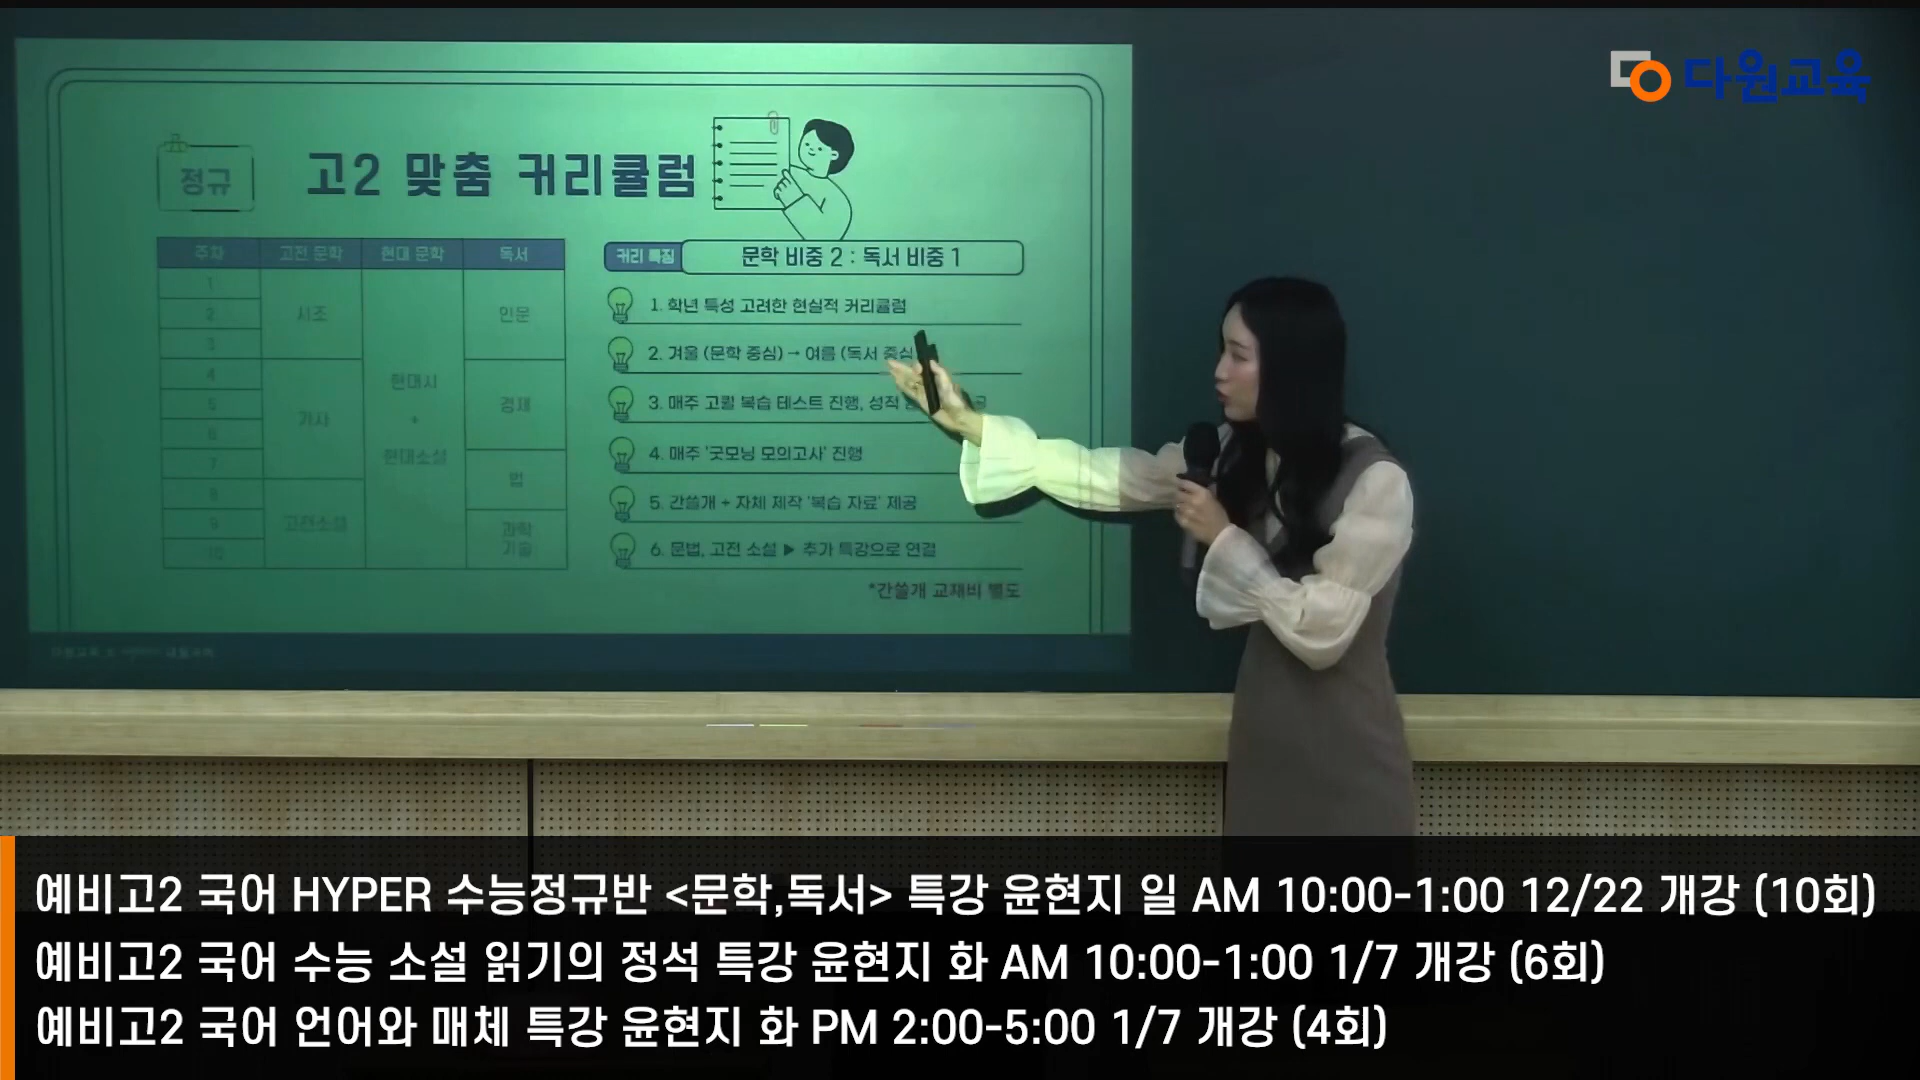 다원교육
정규
고2 맞춤 커리큘럼
주차 고전 문학 현대 문학 독서
1
2
3
4
5
6
7
8
9
10
시조
가사
고전소설
현대시
+
현대소설
인문
경제
법
과학
기술
커리 특징 문학 비중 2 : 독서 비중 1
1. 학년 특성 고려한 현실적 커리큘럼
2. 겨울 (문학 중심) → 여름 (독서 중심
3. 매주 고퀄 복습 테스트 진행, 성적
4. 매주 '굿모닝 모의고사' 진행
5. 간쓸개 + 자체 제작 '복습 자료' 제공
6. 문법, 고전 소설 ▶ 추가 특강으로 연결
*간쓸개 교재비 별도
다원교육
예비고2 국어 HYPER 수능정규반 <문학,독서> 특강 윤현지 일 AM 10:00-1:00 12/22 개강 (10회)
예비고2 국어 수능 소설 읽기의 정석 특강 윤현지 화 AM 10:00-1:00 1/7 개강 (6회)
예비고2 국어 언어와 매체 특강 윤현지 화 PM 2:00-5:00 1/7 개강 (4회)